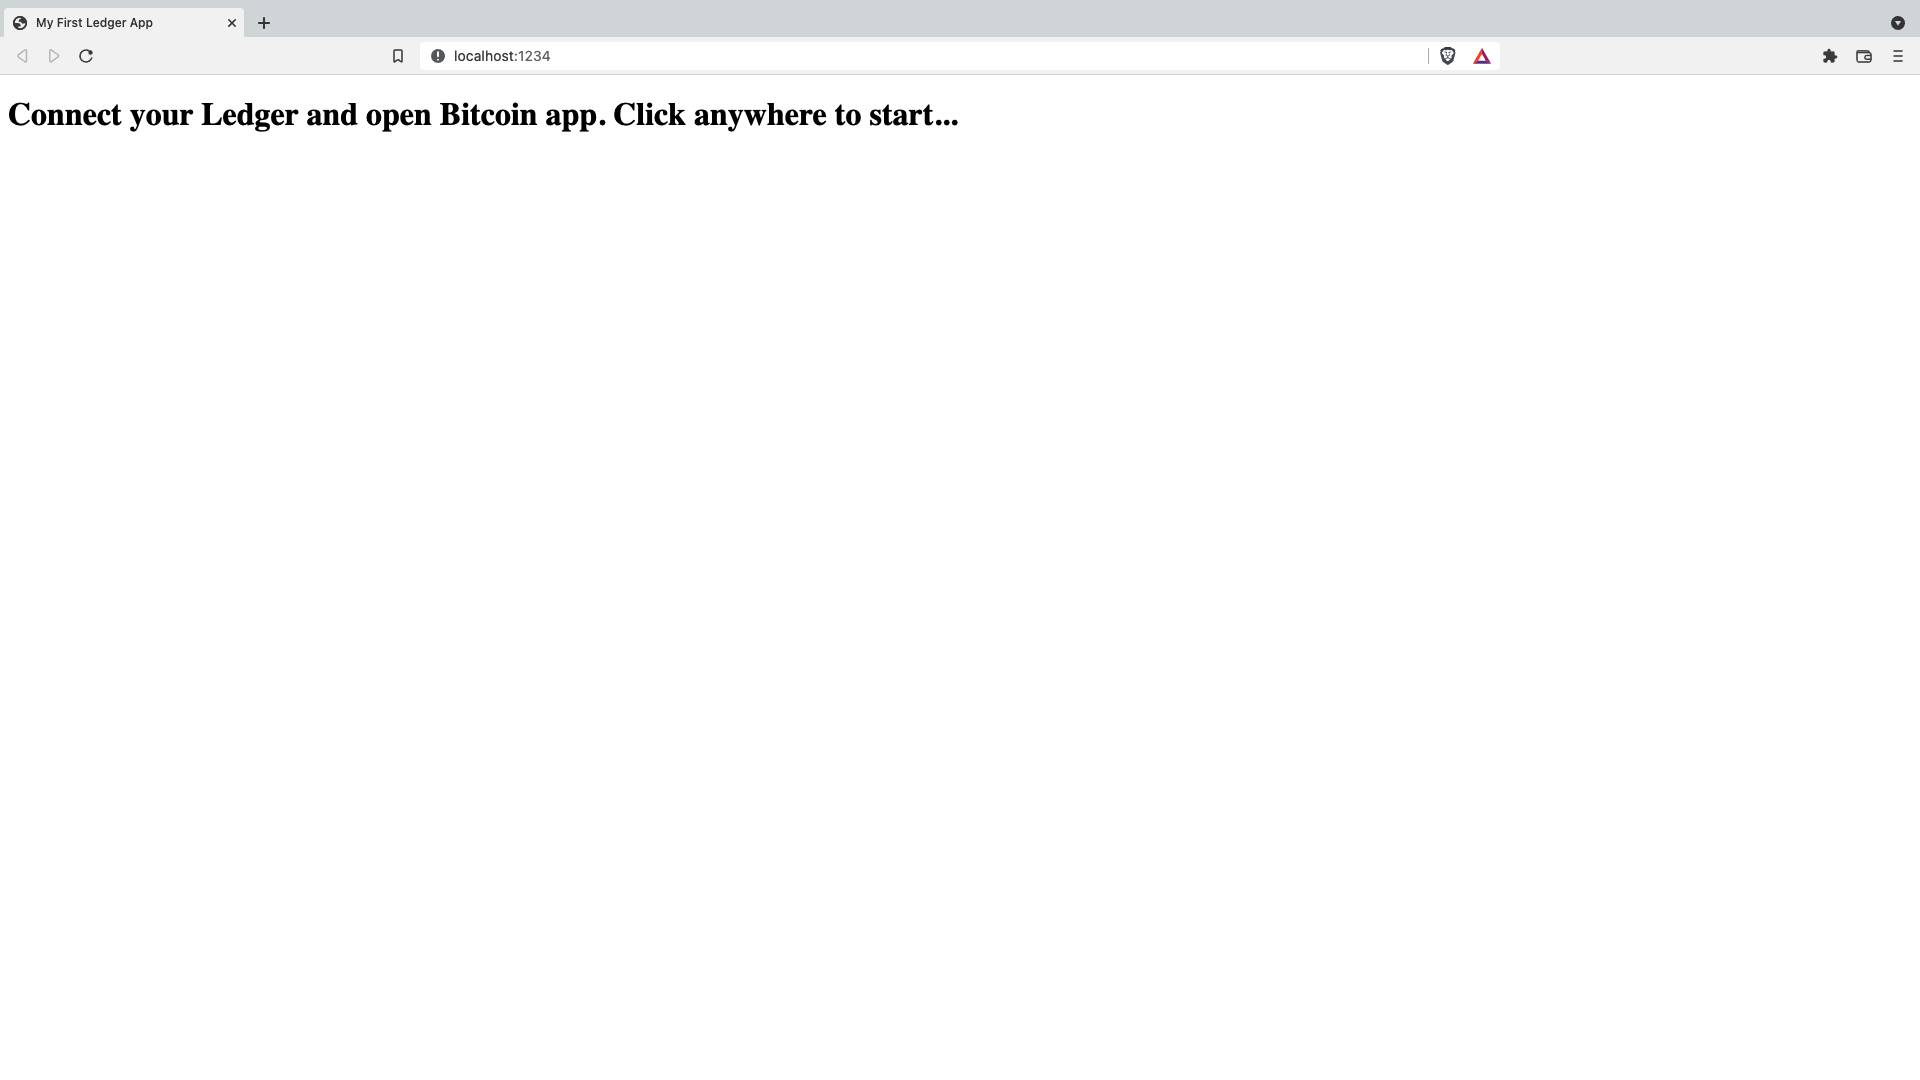 My First Ledger App
localhost:1234
Connect your Ledger and open Bitcoin app. Click anywhere to start...